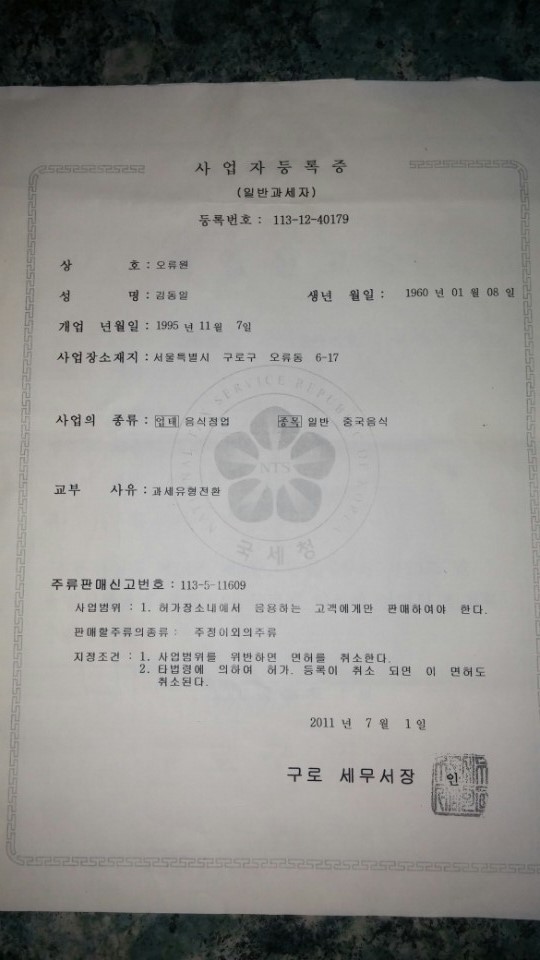 사업자등록증
(일반과세자)
등록번호 : 113-12-40179
상 호 : 오류원
성 명 : 김동일 생년 월일 : 1960 년 01 월 08 일
개업 년월일 : 1995 년 11 월 7 일
사업장소재지 : 서울특별시 구로구 오류동 6-17
사업의 종류 : 업태 음식점업 종목 일반 중국음식
NTS
국세청
교부 사유 : 과세유형전환
주류판매신고번호 : 113-5-11609
사업범위 : 1. 허가장소내에서 음용하는 고객에게만 판매하여야 한다.
판매할주류의종류 : 주정이외의주류
지정조건 : 1. 사업범위를 위반하면 면허를 취소한다.
2. 타법령에 의하여 허가. 등록이 취소 되면 이 면허도
취소된다.
2011 년 7 월 1 일
구로 세무서장 인